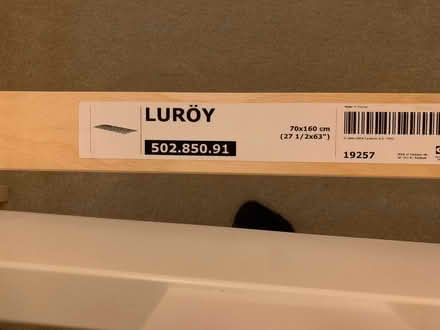 LURÖY
502.850.91
70x160 cm
(27 1/2x63")
19257